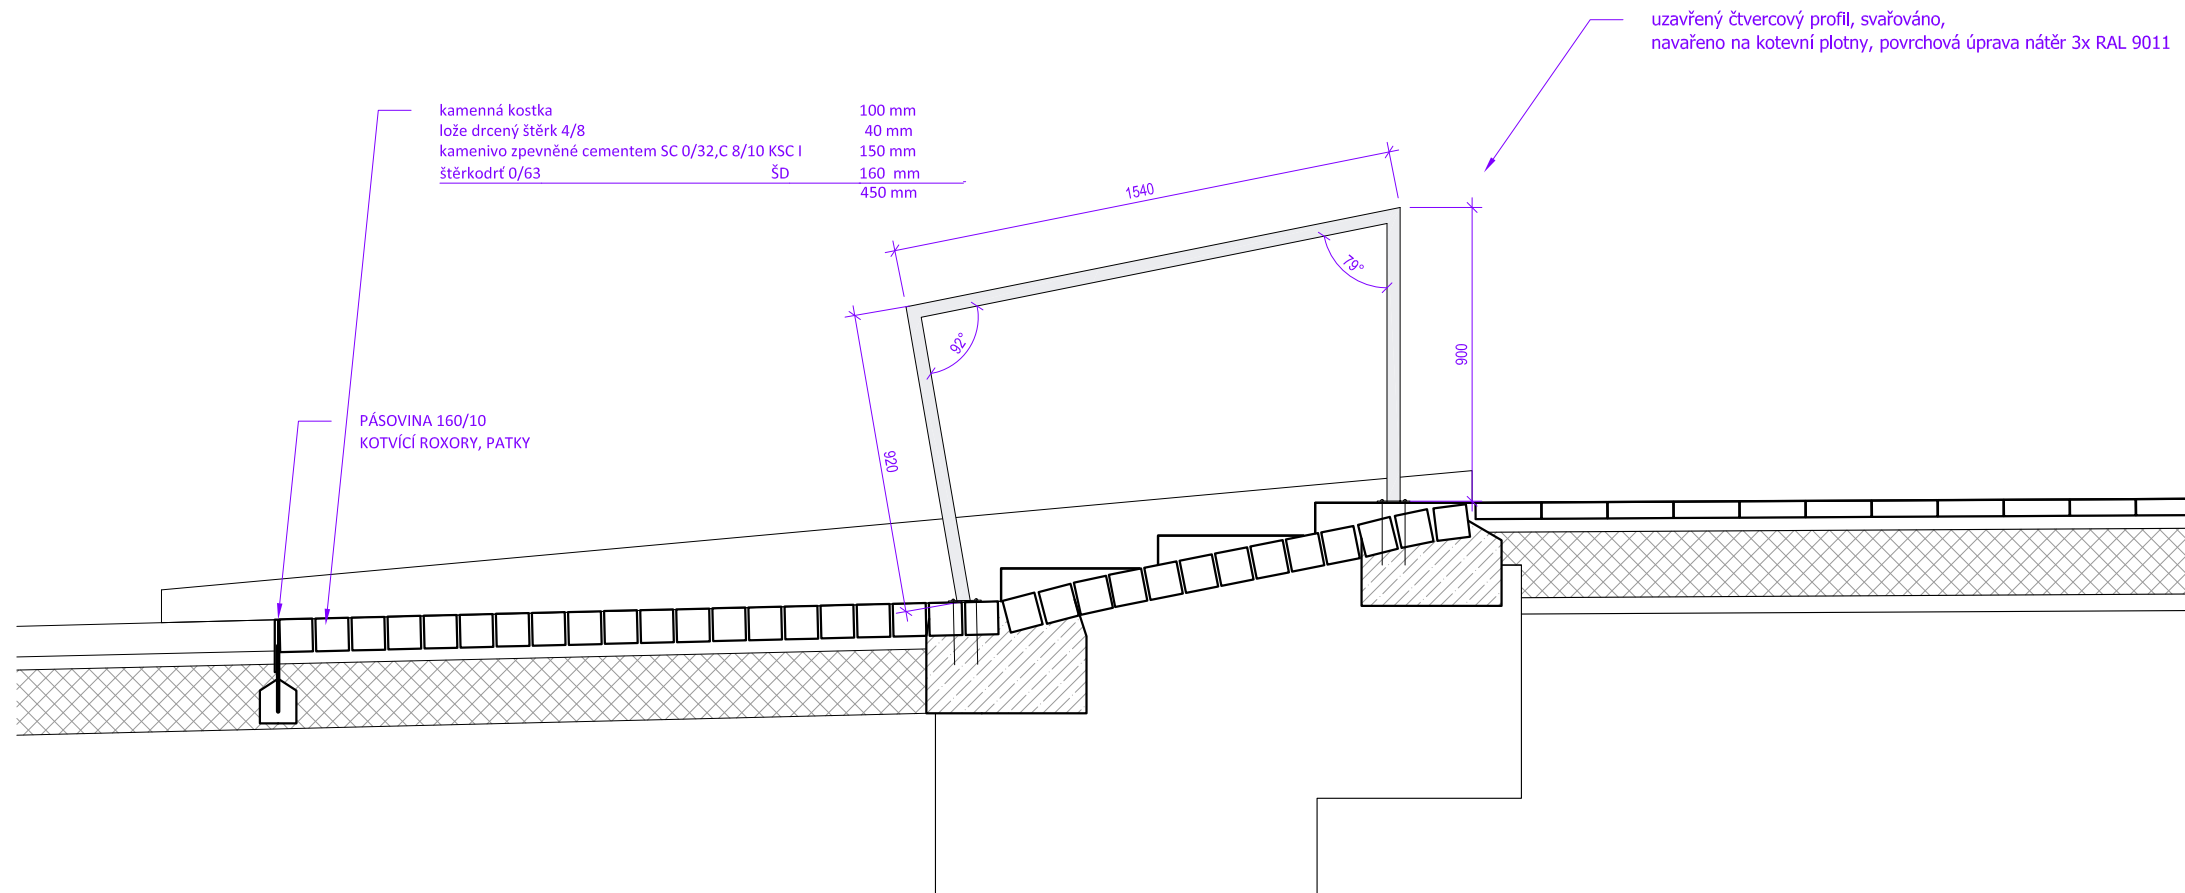 uzavřený čtvercový profil, svařováno,
navařeno na kotevní plotny, povrchová úprava nátěr 3x RAL 9011
kamenná kostka 100 mm
lože drcený štěrk 4/8 40 mm
kamenivo zpevněné cementem SC 0/32,C 8/10 KSC I 150 mm
štěrkodrť 0/63 ŠD 160 mm
450 mm
1540
79°
92°
900
920
PÁSOVINA 160/10
KOTVÍCÍ ROXORY, PATKY